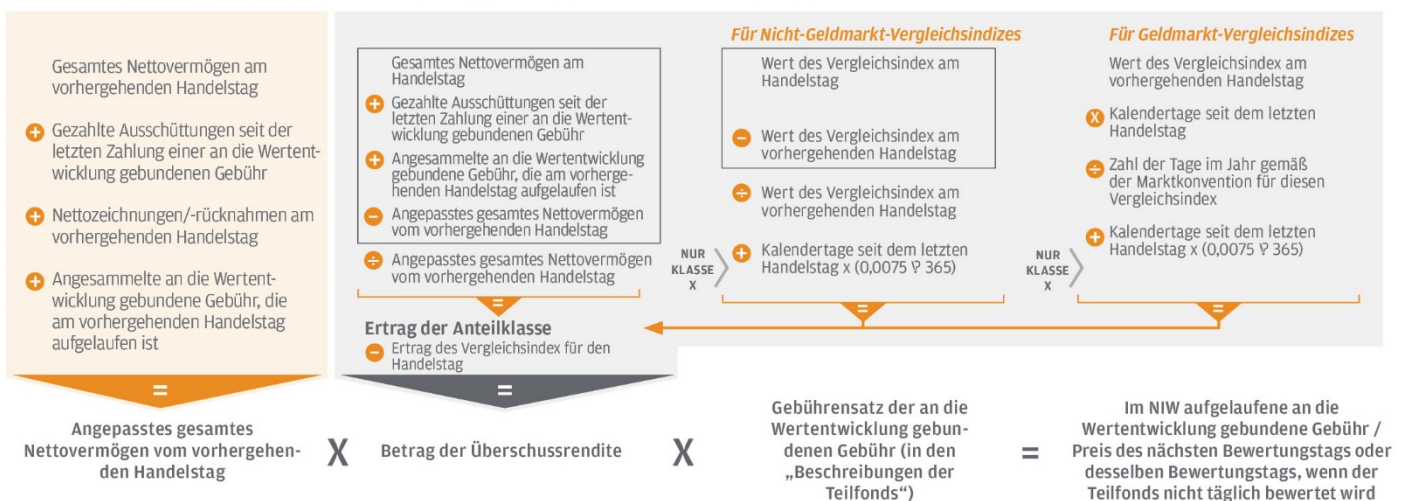 Gesamtes Nettovermögen am
vorhergehenden Handelstag
+ Gezahlte Ausschüttungen seit der
letzten Zahlung einer an die Wertent-
wicklung gebundenen Gebühr
+ Nettozeichnungen/-rücknahmen am
vorhergehenden Handelstag
+ Angesammelte an die Wertent-
wicklung gebundene Gebühr, die
am vorhergehenden Handelstag
aufgelaufen ist
=
Angepasstes gesamtes
Nettovermögen vom vorhergehen-
den Handelstag
X
Gesamtes Nettovermögen am
Handelstag
+ Gezahlte Ausschüttungen seit der
letzten Zahlung einer an die Wertent-
wicklung gebundenen Gebühr
+ Angesammelte an die Wertentwicklung
gebundene Gebühr, die am vorherge-
henden Handelstag aufgelaufen ist
− Angepasstes gesamtes Nettovermögen
vom vorhergehenden Handelstag
÷ Angepasstes gesamtes Nettovermögen
vom vorhergehenden Handelstag
=
Ertrag der Anteilklasse
− Ertrag des Vergleichsindex für den
Handelstag
=
Betrag der Überschussrendite
X
Für Nicht-Geldmarkt-Vergleichsindizes
Wert des Vergleichsindex am
Handelstag
− Wert des Vergleichsindex am
vorhergehenden Handelstag
÷ Wert des Vergleichsindex am
vorhergehenden Handelstag
NUR
KLASSE
X
+ Kalendertage seit dem letzten
Handelstag x (0,0075 ⅌ 365)
=
Für Geldmarkt-Vergleichsindizes
Wert des Vergleichsindex am
vorhergehenden Handelstag
X Kalendertage seit dem letzten
Handelstag
÷ Zahl der Tage im Jahr gemäß
der Marktkonvention für diesen
Vergleichsindex
NUR
KLASSE
X
+ Kalendertage seit dem letzten
Handelstag x (0,0075 ⅌ 365)
=
Gebührensatz der an die
Wertentwicklung gebun-
denen Gebühr (in den
„Beschreibungen der
Teilfonds“)
=
Im NIW aufgelaufene an die
Wertentwicklung gebundene Gebühr /
Preis des nächsten Bewertungstags oder
desselben Bewertungstags, wenn der
Teilfonds nicht täglich bewertet wird